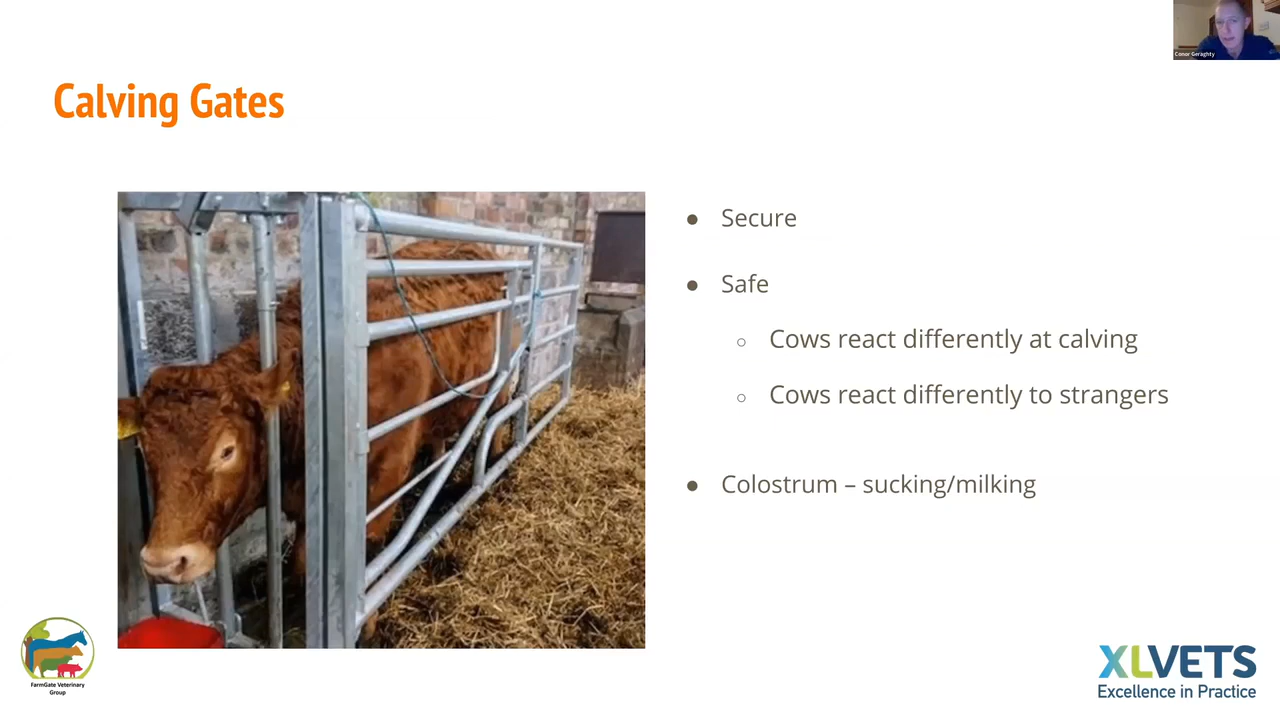 Conor Geraghty
Calving Gates
Secure
Safe
Cows react differently at calving
Cows react differently to strangers
Colostrum – sucking/milking
FarmGate Veterinary
Group
XLVETS
Excellence in Practice